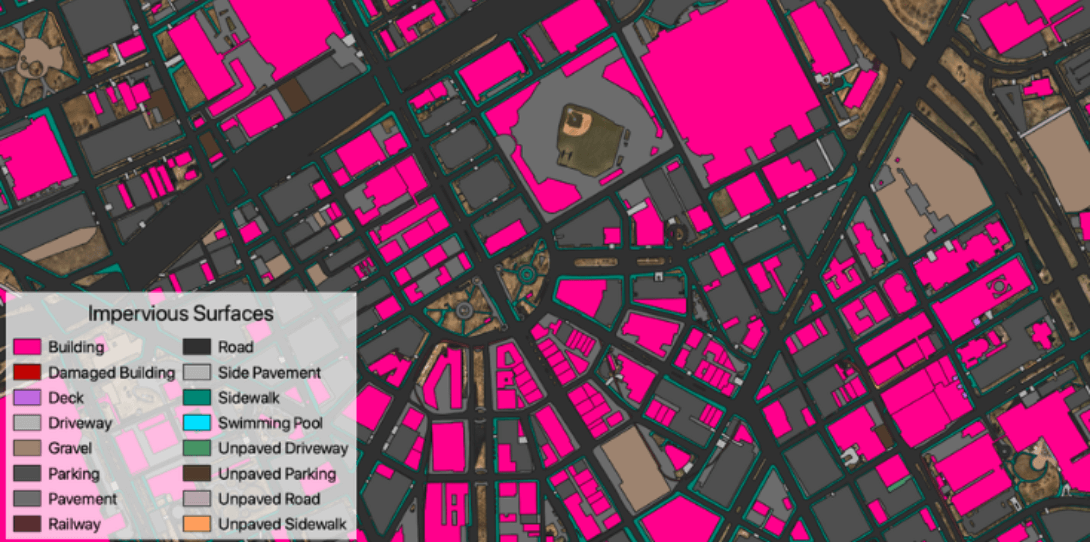 Impervious Surfaces
Building
Damaged Building
Deck
Driveway
Gravel
Parking
Pavement
Railway
Road
Side Pavement
Sidewalk
Swimming Pool
Unpaved Driveway
Unpaved Parking
Unpaved Road
Unpaved Sidewalk